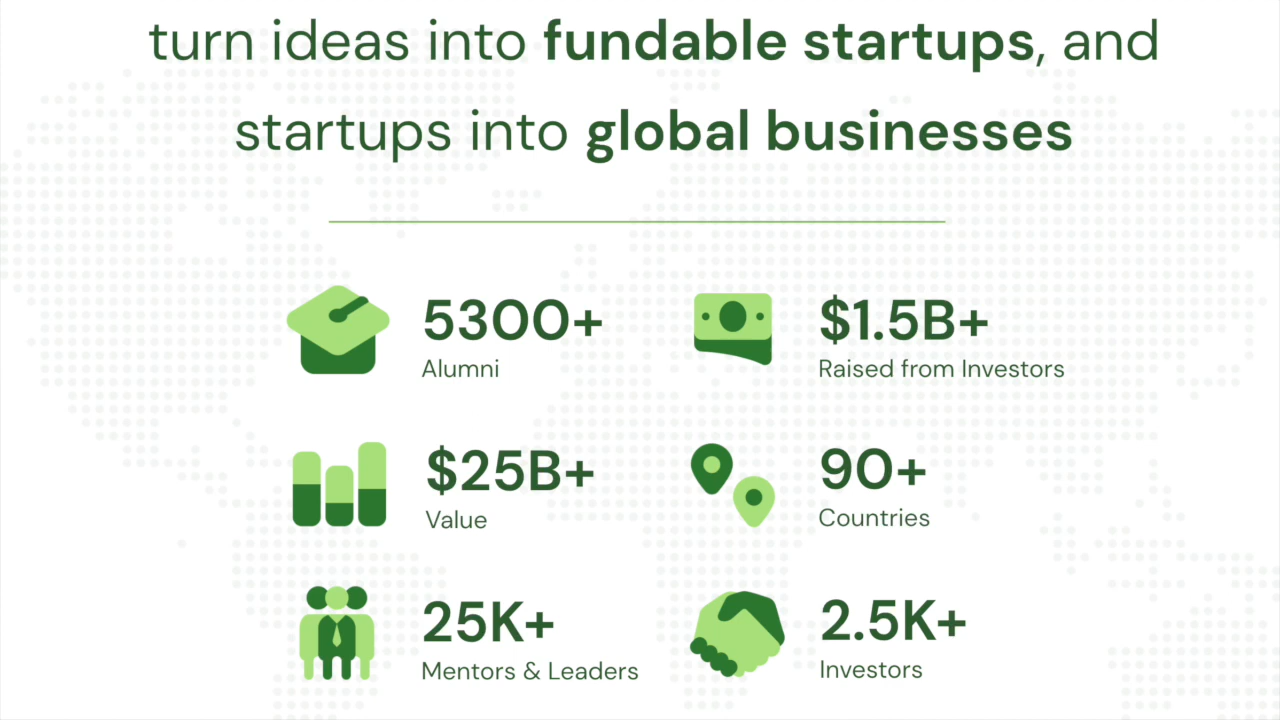 turn ideas into fundable startups, and
startups into global businesses
5300+
Alumni
$1.5B+
Raised from Investors
$25B+
Value
90+
Countries
25K+
Mentors & Leaders
2.5K+
Investors